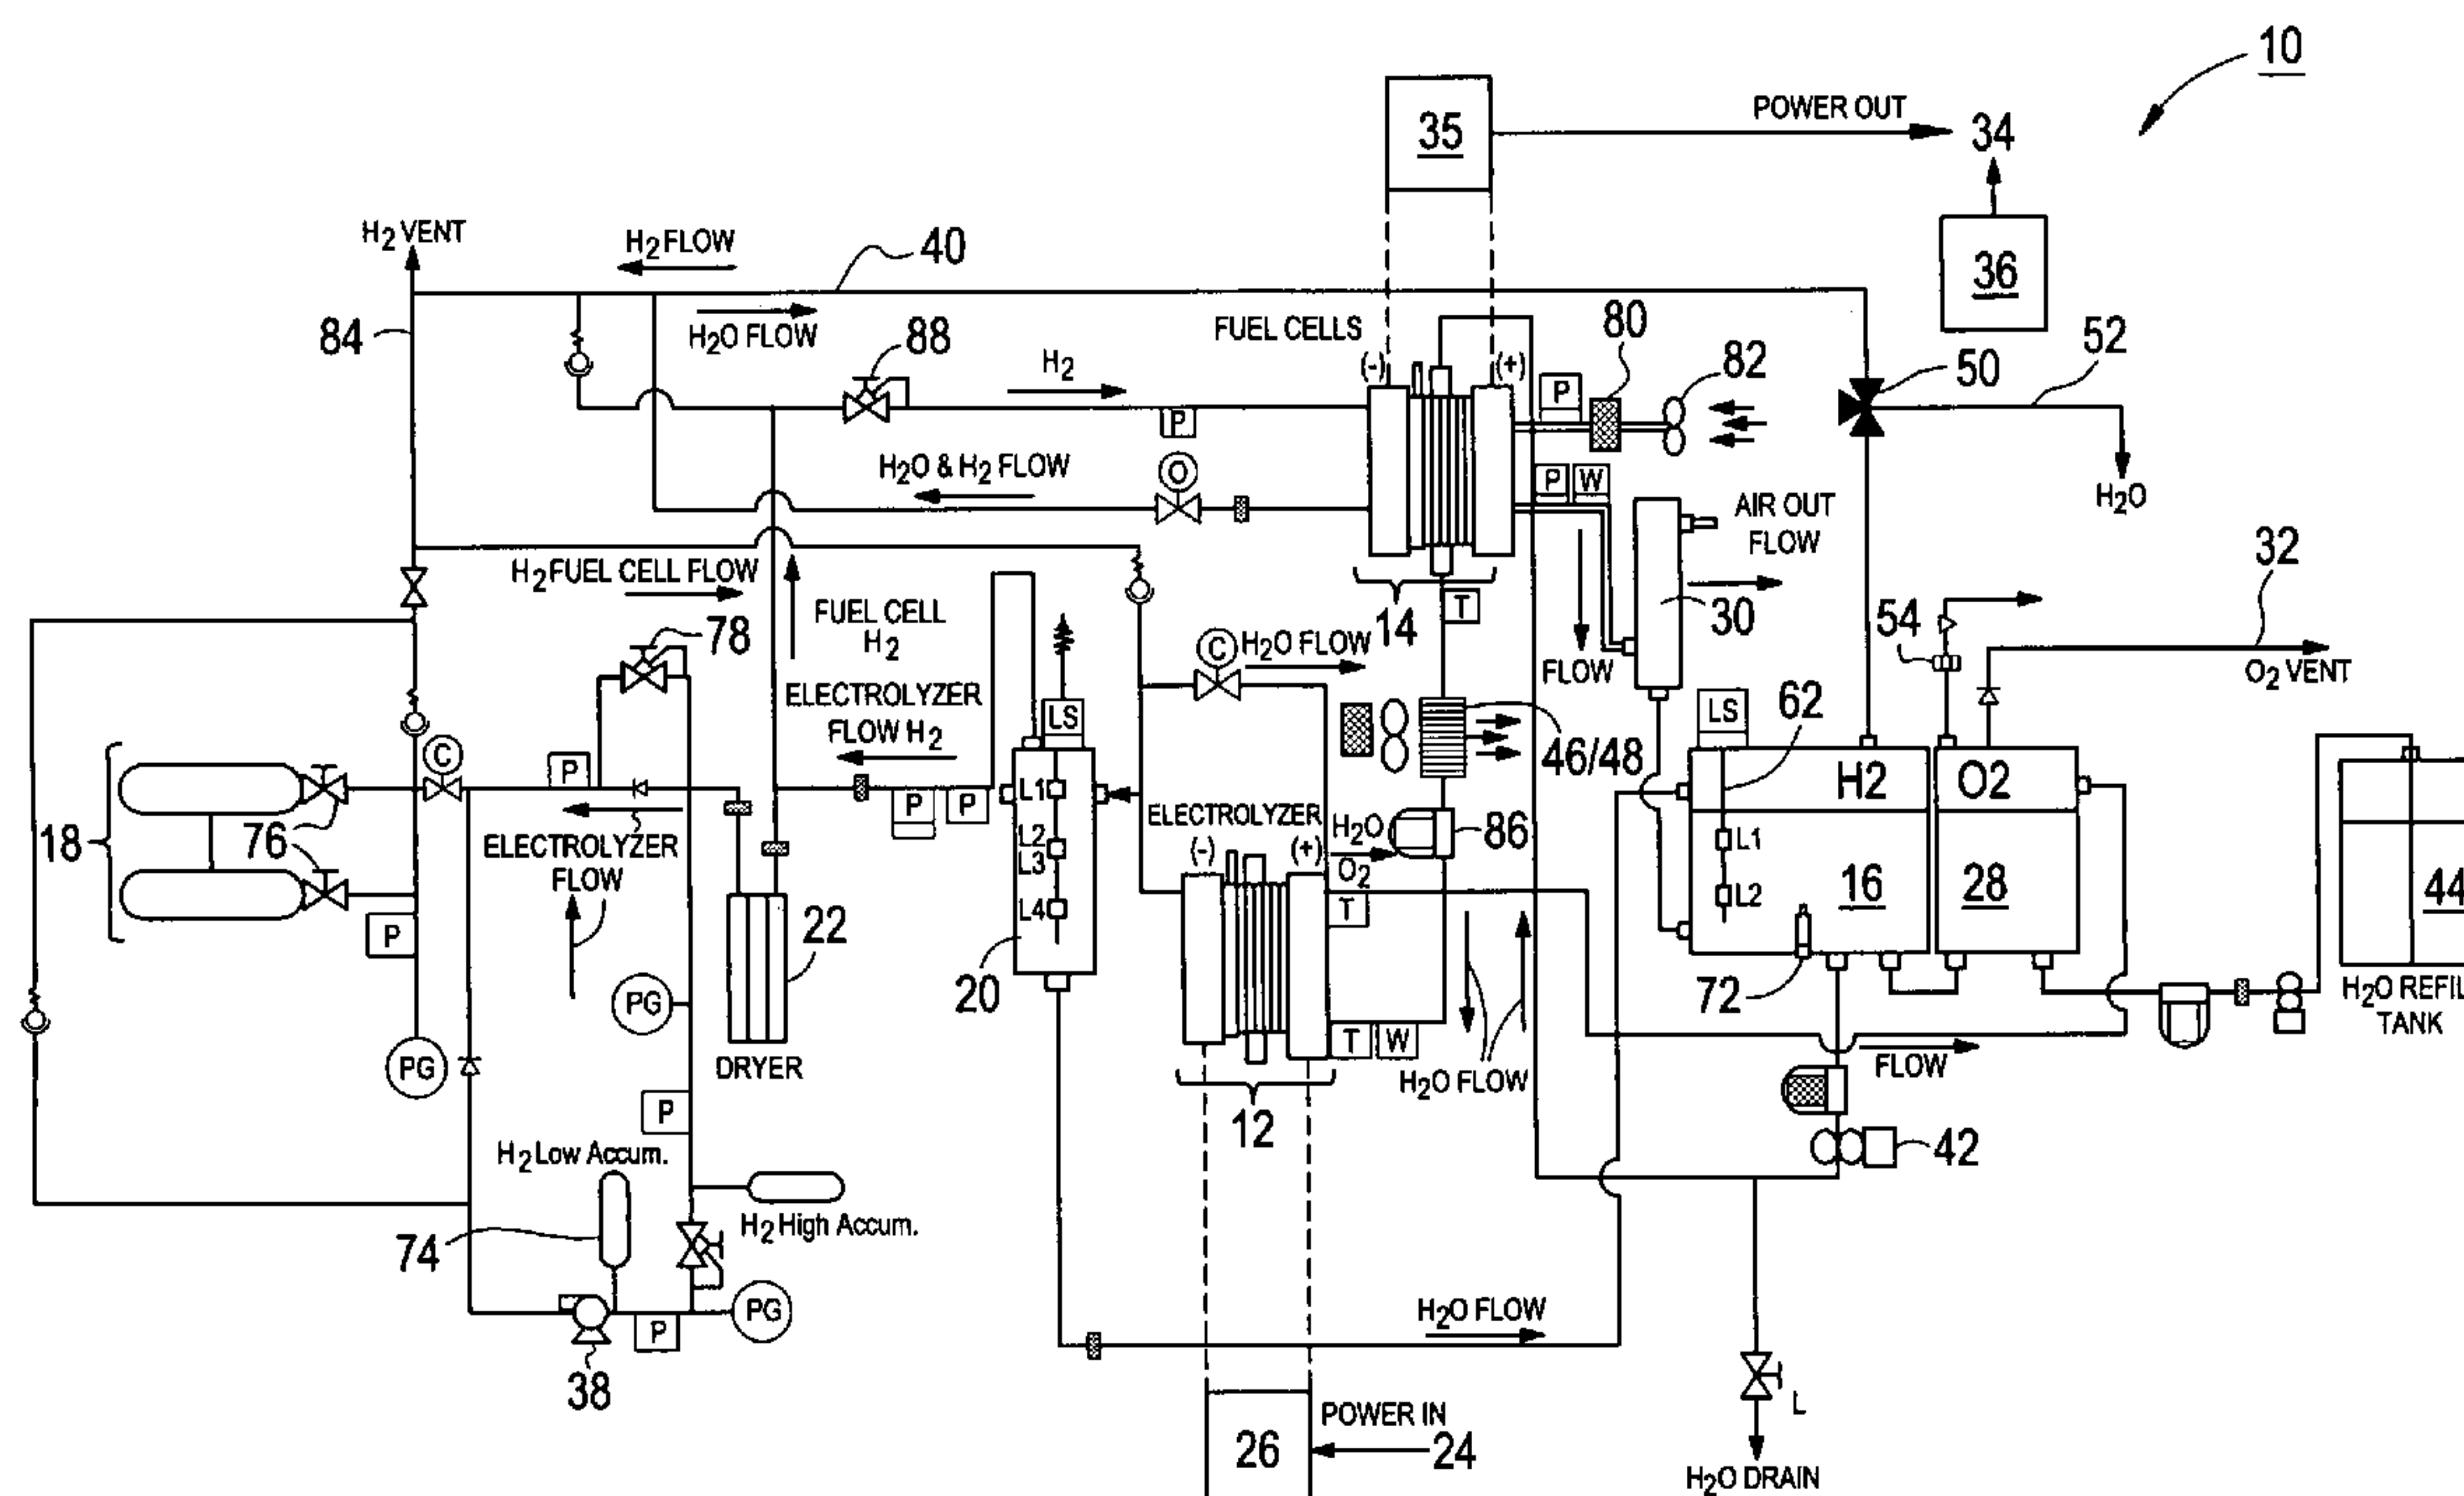 10
35
POWER OUT
34
36
H2 VENT
H2 FLOW
40
84
H2O FLOW
88
FUEL CELLS
80
82
(-)
(+)
H2
P
P
50
52
H2O & H2 FLOW
O
P
W
H2O
AIR OUT
FLOW
32
H2 FUEL CELL FLOW
FUEL CELL
H2
78
14
T
30
54
FLOW
O2 VENT
C
H2O FLOW
ELECTROLYZER
FLOW H2
LS
46/48
LS
62
18
76
C
P
P
P
L1
L2
L3
L4
20
ELECTROLYZER
(-)
(+)
H2O
O2
86
H2
O2
L1
L2
16
28
44
ELECTROLYZER
FLOW
P
22
T
72
H2O REFIL
TANK
PG
PG
DRYER
T
W
H2O FLOW
FLOW
12
42
P
H2 Low Accum.
H2 High Accum.
74
PG
P
38
H2O FLOW
L
POWER IN
26
24
H2O DRAIN